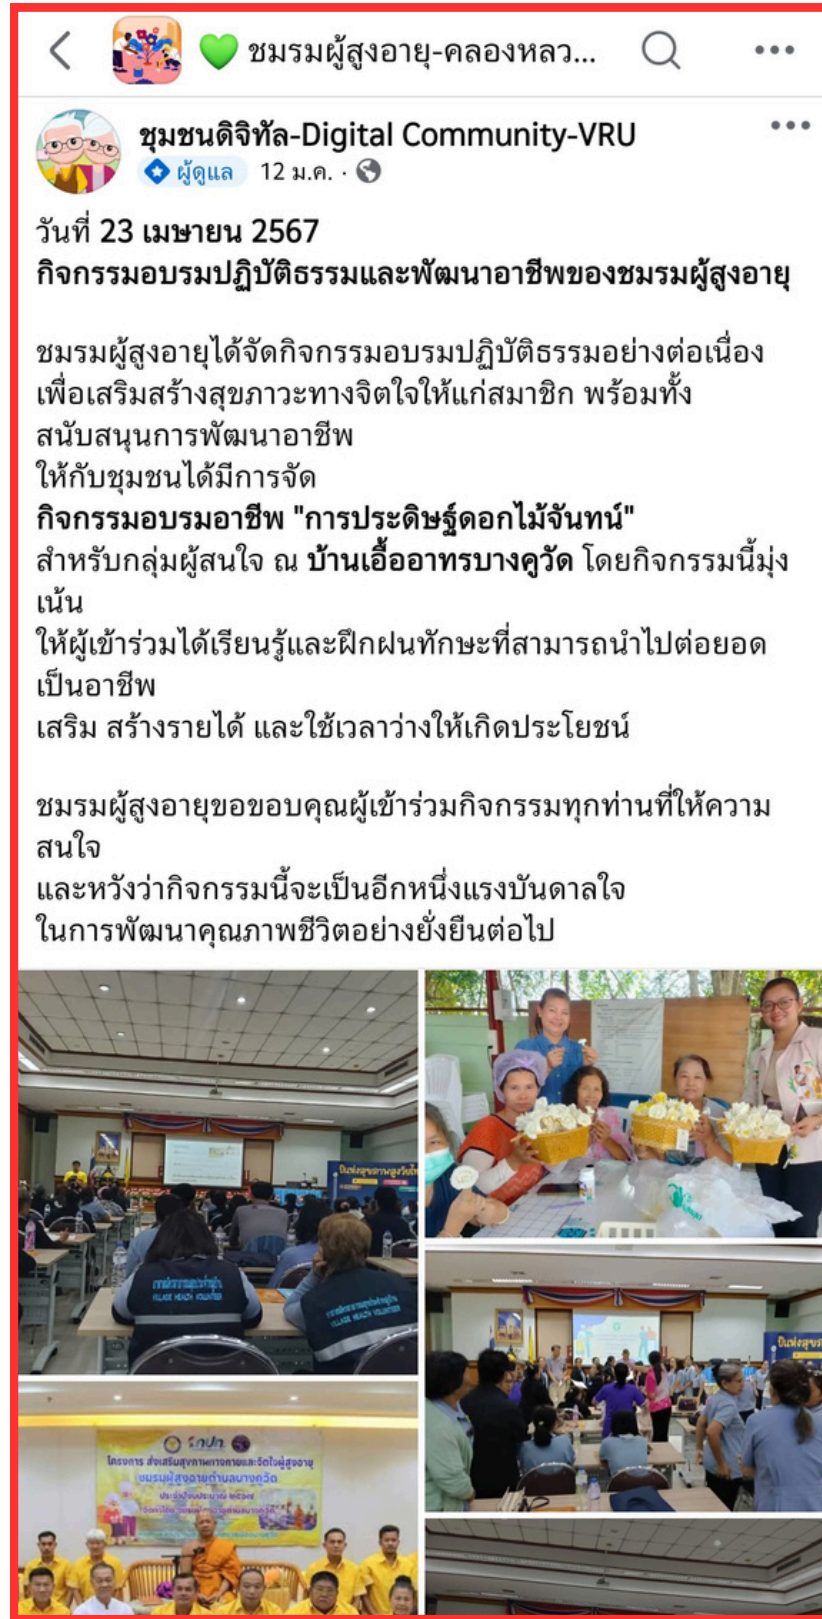 💚 ชมรมผู้สูงอายุ-คลองหลว...
ชุมชนดิจิทัล-Digital Community-VRU
ผู้ดูแล 12 ม.ค. ·
วันที่ 23 เมษายน 2567
กิจกรรมอบรมปฏิบัติธรรมและพัฒนาอาชีพของชมรมผู้สูงอายุ
ชมรมผู้สูงอายุได้จัดกิจกรรมอบรมปฏิบัติธรรมอย่างต่อเนื่อง
เพื่อเสริมสร้างสุขภาวะทางจิตใจให้แก่สมาชิก พร้อมทั้ง
สนับสนุนการพัฒนาอาชีพ
ให้กับชุมชนได้มีการจัด
กิจกรรมอบรมอาชีพ "การประดิษฐ์ดอกไม้จันทน์"
สำหรับกลุ่มผู้สนใจ ณ บ้านเอื้ออาทรบางคูวัด โดยกิจกรรมนี้มุ่ง
เน้น
ให้ผู้เข้าร่วมได้เรียนรู้และฝึกฝนทักษะที่สามารถนำไปต่อยอด
เป็นอาชีพ
เสริม สร้างรายได้ และใช้เวลาว่างให้เกิดประโยชน์
ชมรมผู้สูงอายุขอขอบคุณผู้เข้าร่วมกิจกรรมทุกท่านที่ให้ความ
สนใจ
และหวังว่ากิจกรรมนี้จะเป็นอีกหนึ่งแรงบันดาลใจ
ในการพัฒนาคุณภาพชีวิตอย่างยั่งยืนต่อไป
VILLAGE HEALTH VOLUNTEER
VILLAGE HEALTH VOLUNTEER
โครงการ ส่งเสริมสุขภาพทางกายและจิตใจผู้สูงอายุ
ชมรมผู้สูงอายุตำบลบางคูวัด